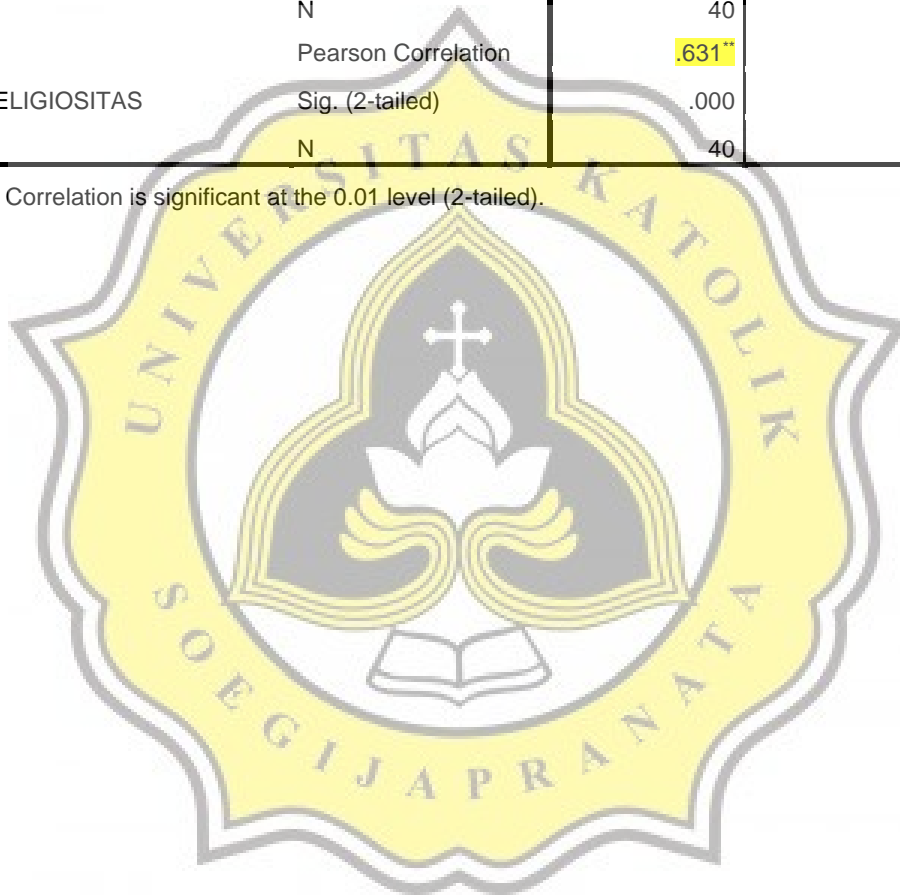 N 40
Pearson Correlation .631**
ELIGIOSITAS Sig. (2-tailed) .000
N 40
Correlation is significant at the 0.01 level (2-tailed).
UNIVERSITAS KATOLIK
SOEGIJAPRANATA